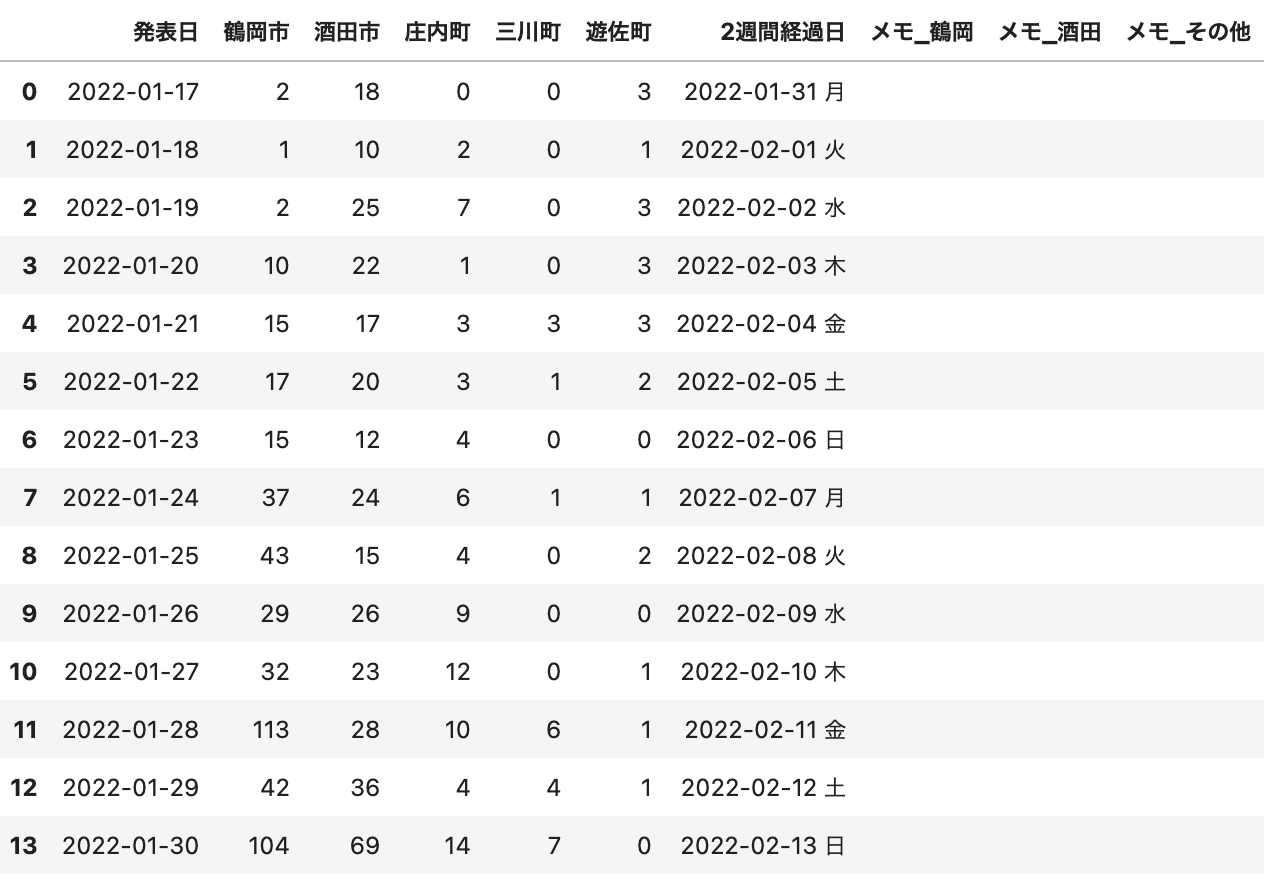 発表日 鶴岡市 酒田市 庄内町 三川町 遊佐町 2週間経過日 メモ_鶴岡 メモ_酒田 メモ_その他
0 2022-01-17 2 18 0 0 3 2022-01-31 月
1 2022-01-18 1 10 2 0 1 2022-02-01 火
2 2022-01-19 2 25 7 0 3 2022-02-02 水
3 2022-01-20 10 22 1 0 3 2022-02-03 木
4 2022-01-21 15 17 3 3 3 2022-02-04 金
5 2022-01-22 17 20 3 1 2 2022-02-05 土
6 2022-01-23 15 12 4 0 0 2022-02-06 日
7 2022-01-24 37 24 6 1 1 2022-02-07 月
8 2022-01-25 43 15 4 0 2 2022-02-08 火
9 2022-01-26 29 26 9 0 0 2022-02-09 水
10 2022-01-27 32 23 12 0 1 2022-02-10 木
11 2022-01-28 113 28 10 6 1 2022-02-11 金
12 2022-01-29 42 36 4 4 1 2022-02-12 土
13 2022-01-30 104 69 14 7 0 2022-02-13 日